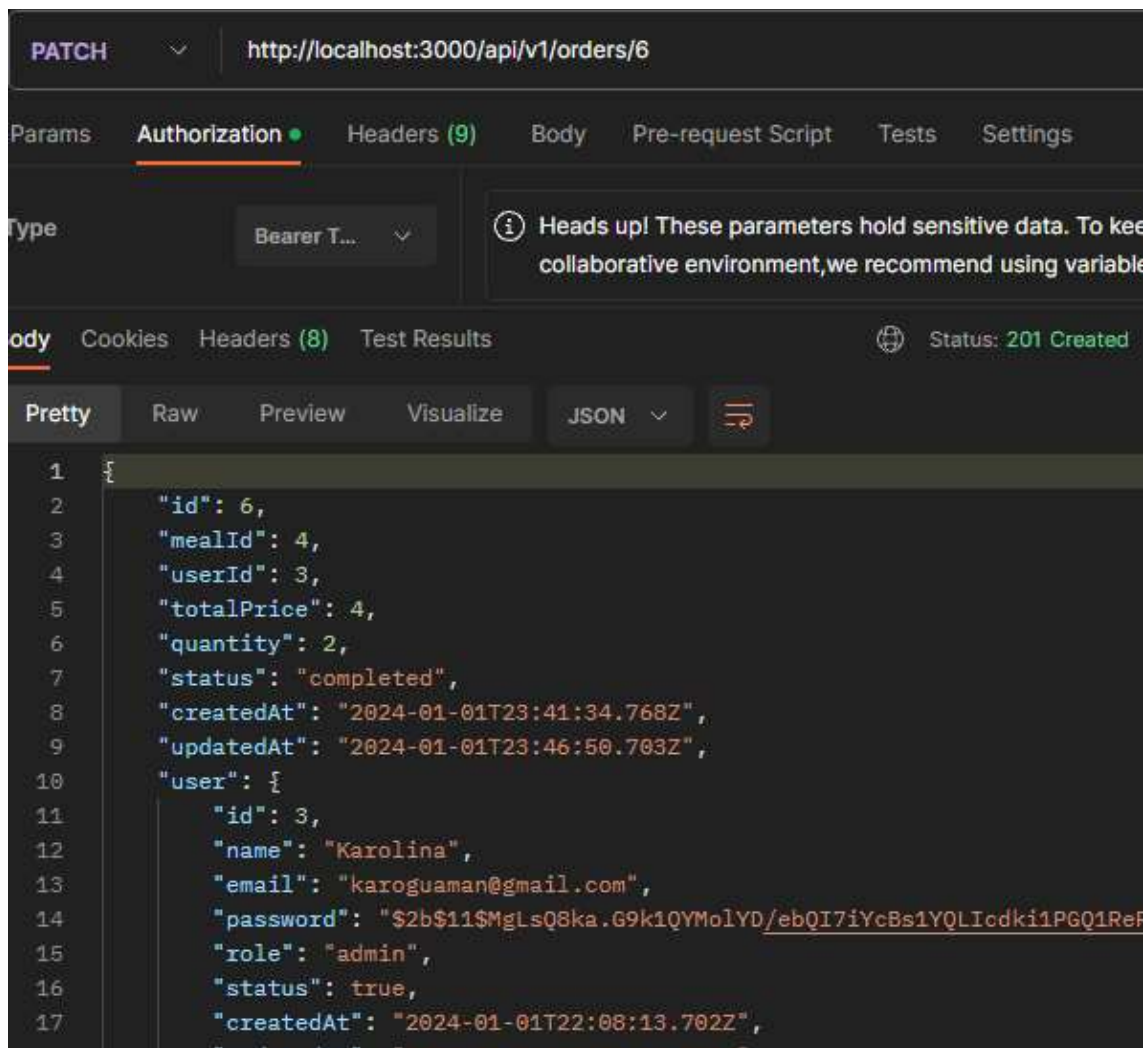 PATCH http://localhost:3000/api/v1/orders/6
Params Authorization Headers (9) Body Pre-request Script Tests Settings
Type Bearer T...
Heads up! These parameters hold sensitive data. To kee
collaborative environment,we recommend using variable
ody Cookies Headers (8) Test Results Status: 201 Created
Pretty Raw Preview Visualize JSON
1 {
2 "id": 6,
3 "mealId": 4,
4 "userId": 3,
5 "totalPrice": 4,
6 "quantity": 2,
7 "status": "completed",
8 "createdAt": "2024-01-01T23:41:34.768Z",
9 "updatedAt": "2024-01-01T23:46:50.703Z",
10 "user": {
11 "id": 3,
12 "name": "Karolina",
13 "email": "karoguaman@gmail.com",
14 "password": "$2b$11$MgLsQ8ka.G9k1QYMolYD/ebQI7iYcBs1YQLIcdki1PGQ1ReF
15 "role": "admin",
16 "status": true,
17 "createdAt": "2024-01-01T22:08:13.702Z",